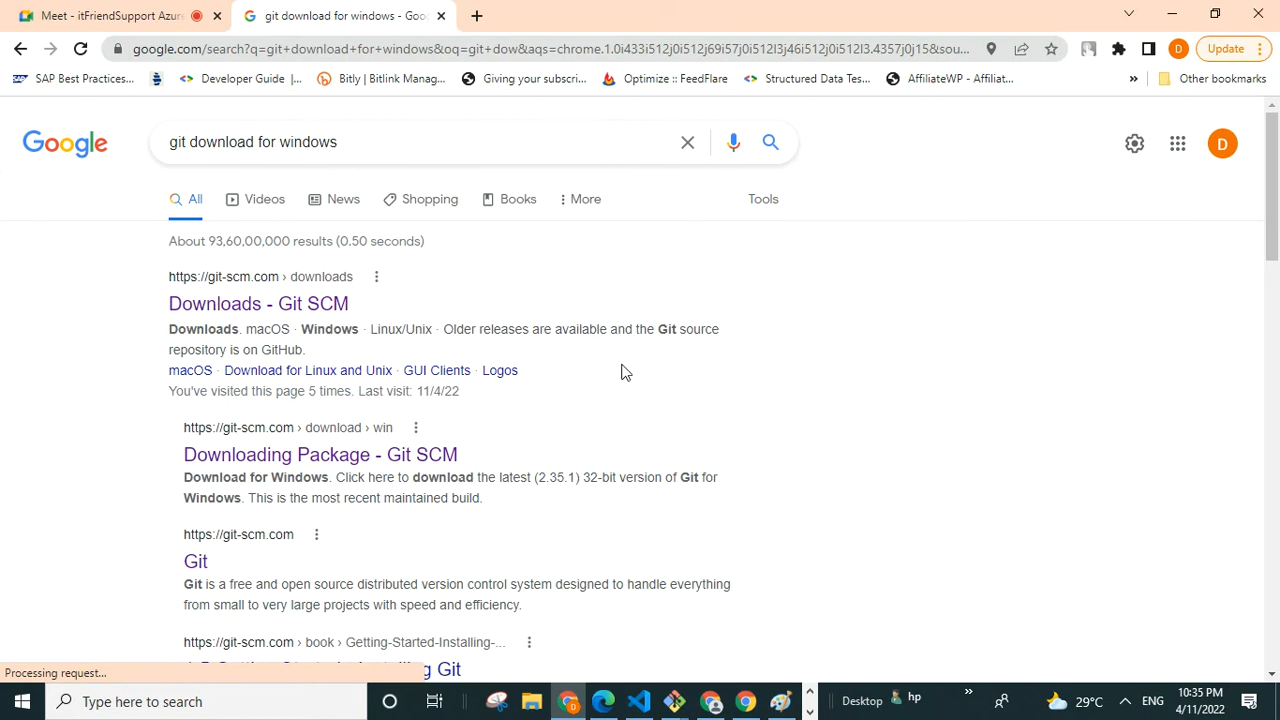 Meet - itFriendSupport Azure
git download for windows - Goo
google.com/search?q=git+download+for+windows&oq=git+dow&aqs=chrome.1.0i433i512j0i512j69i57j0i512l3j46i512j0i512l3.4357j0j15&sou...
D
Update
SAP Best Practices...
Developer Guide |...
Bitly | Bitlink Manag...
Giving your subscri...
Optimize :: FeedFlare
Structured Data Tes...
AffiliateWP - Affiliat...
»
Other bookmarks
Google
git download for windows
D
All
Videos
News
Shopping
Books
More
Tools
About 93,60,00,000 results (0.50 seconds)
https://git-scm.com › downloads
Downloads - Git SCM
Downloads. macOS · Windows · Linux/Unix · Older releases are available and the Git source
repository is on GitHub.
macOS · Download for Linux and Unix · GUI Clients · Logos
You've visited this page 5 times. Last visit: 11/4/22
https://git-scm.com › download › win
Downloading Package - Git SCM
Download for Windows. Click here to download the latest (2.35.1) 32-bit version of Git for
Windows. This is the most recent maintained build.
https://git-scm.com
Git
Git is a free and open source distributed version control system designed to handle everything
from small to very large projects with speed and efficiency.
https://git-scm.com › book › Getting-Started-Installing-...
g Git
Processing request...
Type here to search
Desktop
hp
»
29°C
ENG
10:35 PM
4/11/2022